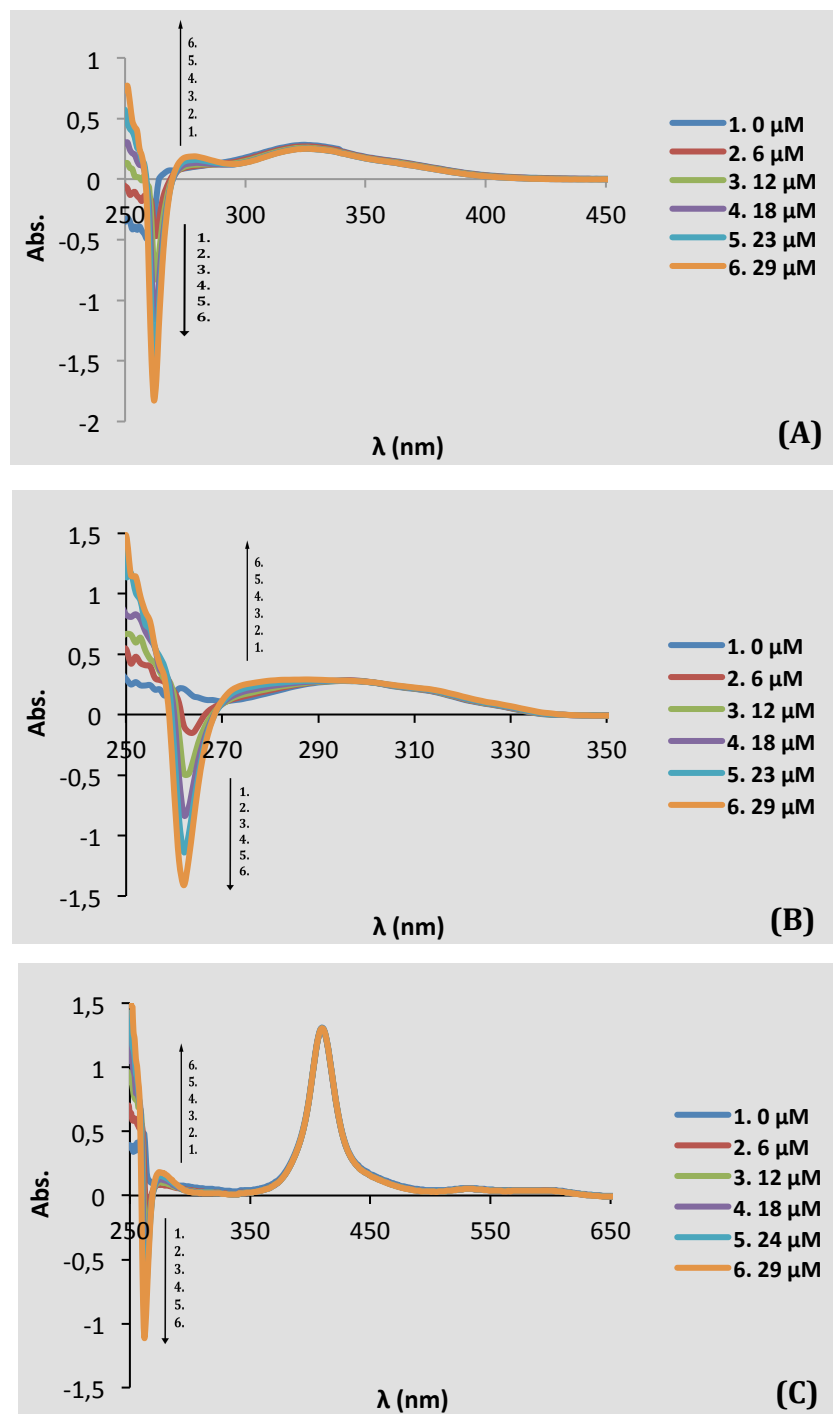 6.
5.
4.
3.
2.
1.
1
0,5
0
-0,5
-1
-1,5
-2
250 300 350 400 450
Abs.
1.
2.
3.
4.
5.
6.
1. 0 µM
2. 6 µM
3. 12 µM
4. 18 µM
5. 23 µM
6. 29 µM
λ (nm)
(A)
1,5
1
0,5
0
-0,5
-1
-1,5
6.
5.
4.
3.
2.
1.
250 270 290 310 330 350
Abs.
1.
2.
3.
4.
5.
6.
1. 0 µM
2. 6 µM
3. 12 µM
4. 18 µM
5. 23 µM
6. 29 µM
λ (nm)
(B)
1,5
1
0,5
0
-0,5
-1
-1,5
6.
5.
4.
3.
2.
1.
250 350 450 550 650
Abs.
1.
2.
3.
4.
5.
6.
1. 0 µM
2. 6 µM
3. 12 µM
4. 18 µM
5. 24 µM
6. 29 µM
λ (nm)
(C)